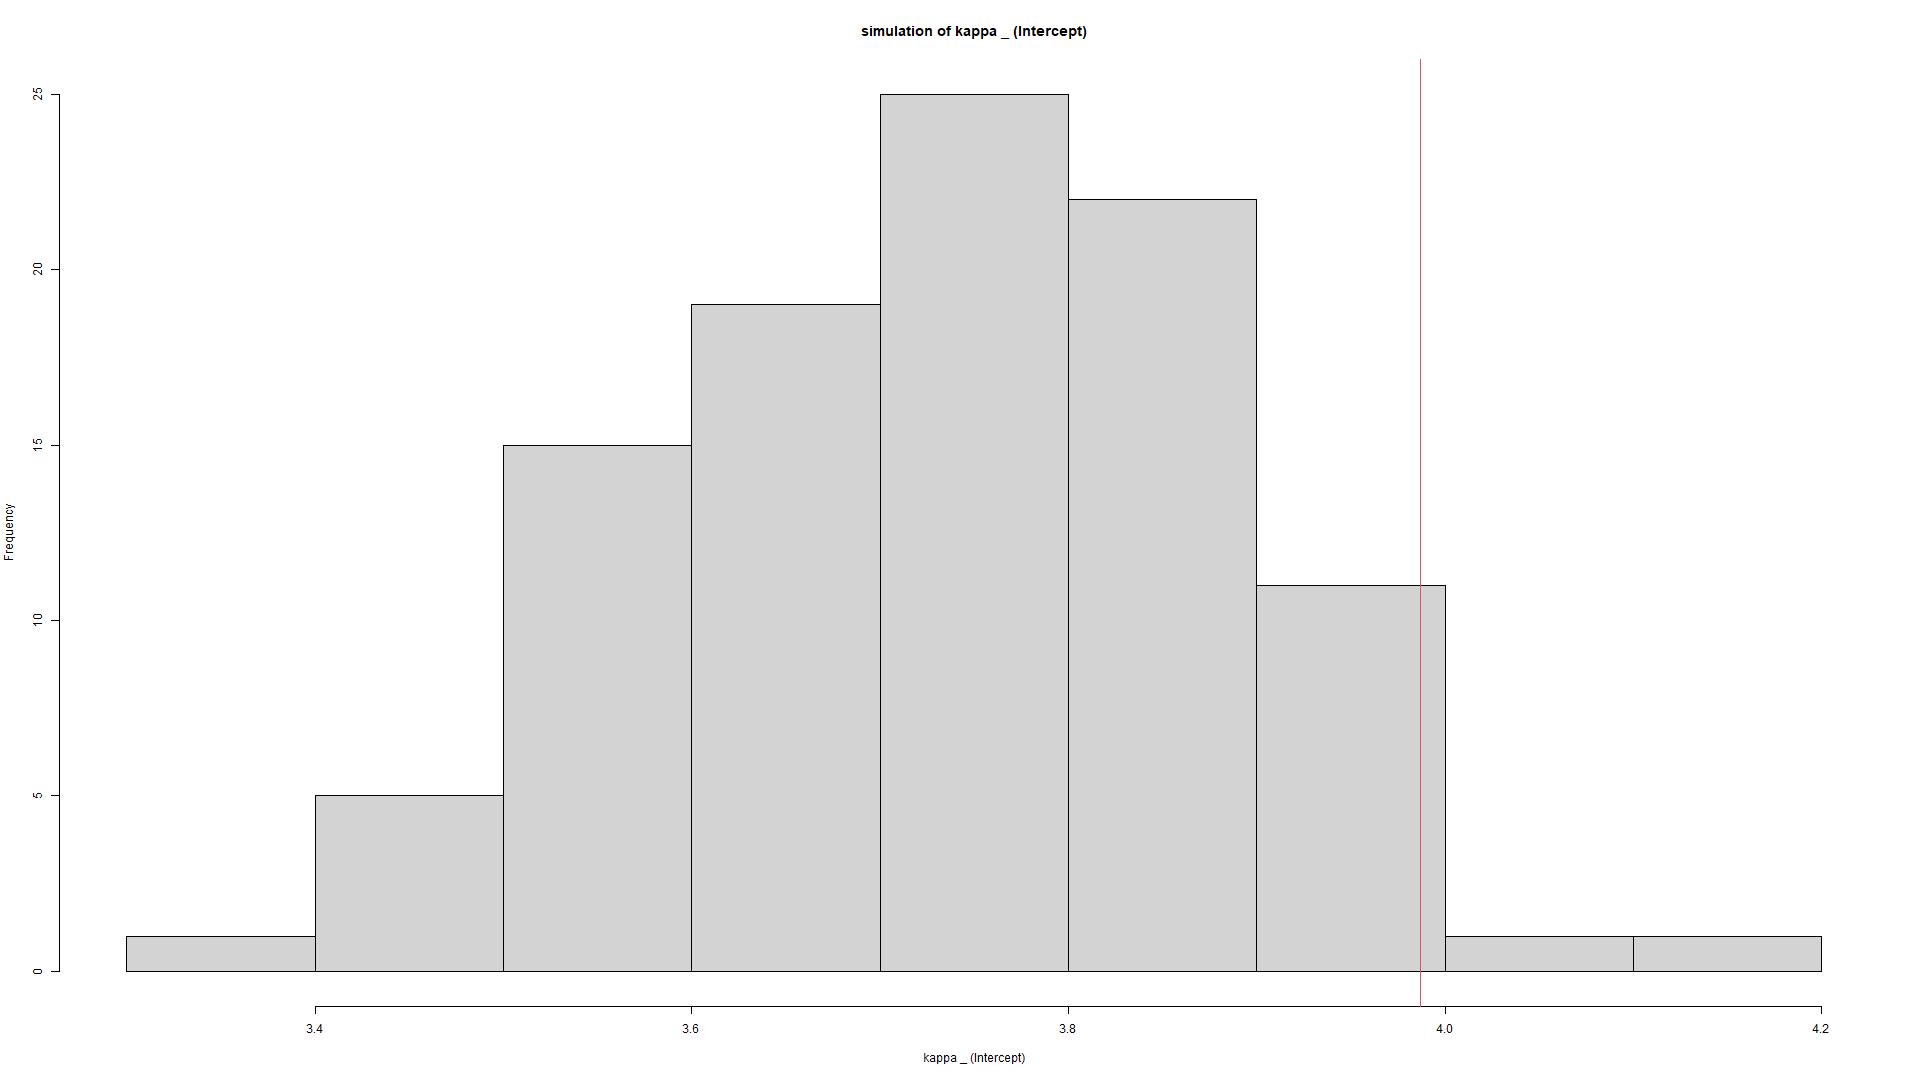 simulation of kappa _ (Intercept)
25
20
15
10
5
0
Frequency
3.4 3.6 3.8 4.0 4.2
kappa _ (Intercept)